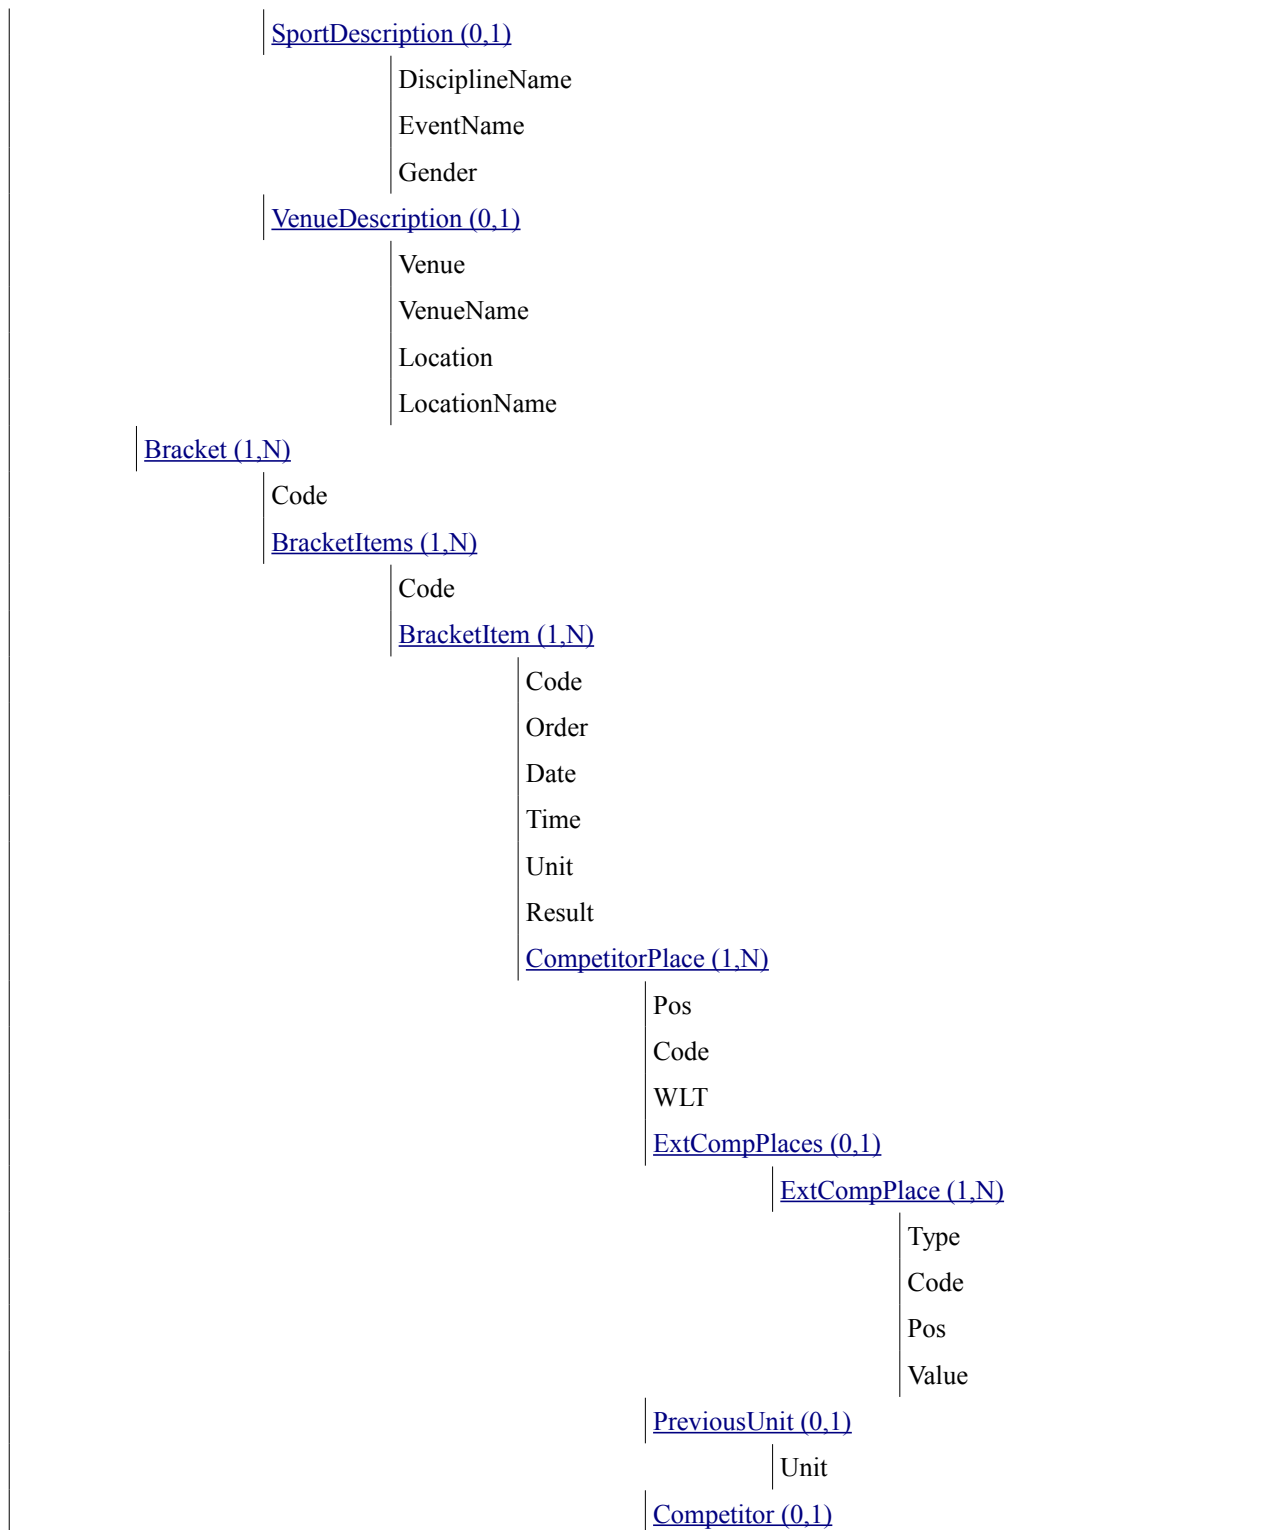 SportDescription (0,1)
DisciplineName
EventName
Gender
VenueDescription (0,1)
Venue
VenueName
Location
LocationName
Bracket (1,N)
Code
BracketItems (1,N)
Code
BracketItem (1,N)
Code
Order
Date
Time
Unit
Result
CompetitorPlace (1,N)
Pos
Code
WLT
ExtCompPlaces (0,1)
ExtCompPlace (1,N)
Type
Code
Pos
Value
PreviousUnit (0,1)
Unit
Competitor (0,1)